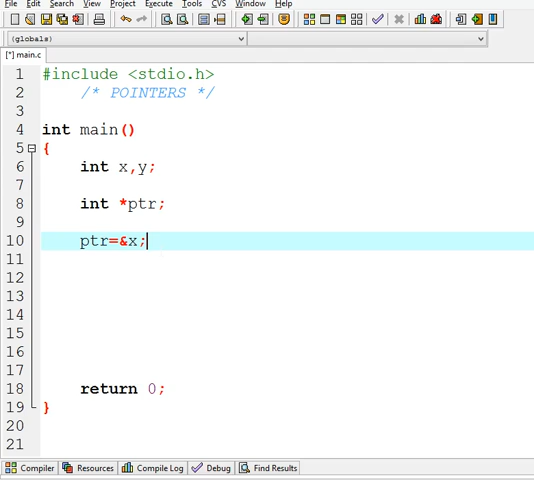 File Edit Search View Project Execute Tools CVS Window Help
(globals)
[*] main.c
1 #include <stdio.h>
2 /* POINTERS */
3
4 int main()
5 {
6 int x,y;
7
8 int *ptr;
9
10 ptr=&x;
11
12
13
14
15
16
17
18 return 0;
19 }
20
21
Compiler Resources Compile Log Debug Find Results